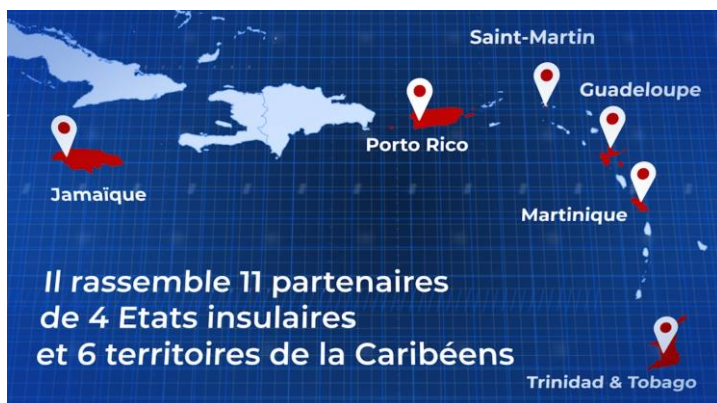 Saint-Martin
Guadeloupe
Porto Rico
Jamaïque
Martinique
Il rassemble 11 partenaires
de 4 Etats insulaires
et 6 territoires de la Caribéens
Trinidad & Tobago